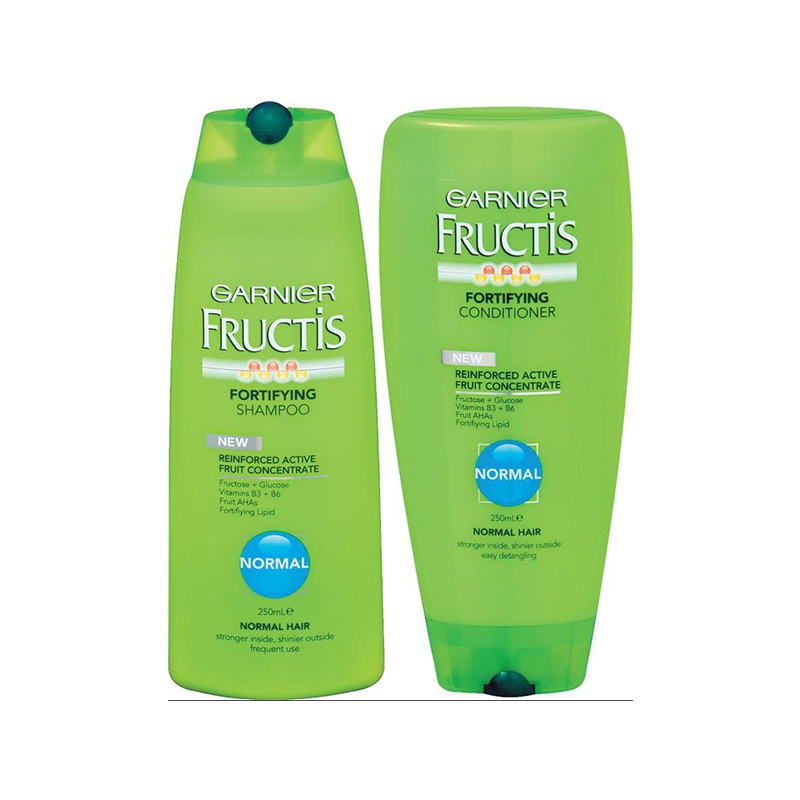 GARNIER
FRUCTIS
FORTIFYING
SHAMPOO
NEW
REINFORCED ACTIVE
FRUIT CONCENTRATE
Fructose + Glucose
Vitamins B3 + B6
Fruit AHAs
Fortifiying Lipid
NORMAL
250mL℮
NORMAL HAIR
stronger inside, shinier outside
frequent use
GARNIER
FRUCTIS
FORTIFYING
CONDITIONER
NEW
REINFORCED ACTIVE
FRUIT CONCENTRATE
Fructose + Glucose
Vitamins B3 + B6
Fruit AHAs
Fortifiying Lipid
NORMAL
250mL℮
NORMAL HAIR
stronger inside, shinier outside
easy detangling